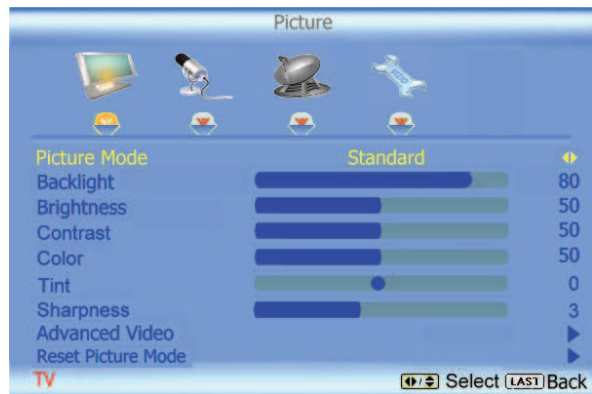 Picture
Picture Mode Standard
Backlight 80
Brightness 50
Contrast 50
Color 50
Tint 0
Sharpness 3
Advanced Video
Reset Picture Mode
TV Select LAST Back